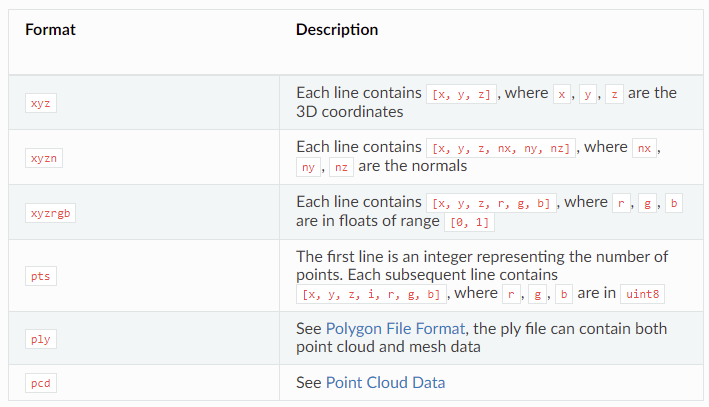 Format
Description
xyz
Each line contains [x, y, z] , where x , y , z are the
3D coordinates
xyzn
Each line contains [x, y, z, nx, ny, nz] , where nx ,
ny , nz are the normals
xyzrgb
Each line contains [x, y, z, r, g, b] , where r , g , b
are in floats of range [0, 1]
pts
The first line is an integer representing the number of
points. Each subsequent line contains
[x, y, z, i, r, g, b] , where r , g , b are in uint8
ply
See Polygon File Format, the ply file can contain both
point cloud and mesh data
pcd
See Point Cloud Data